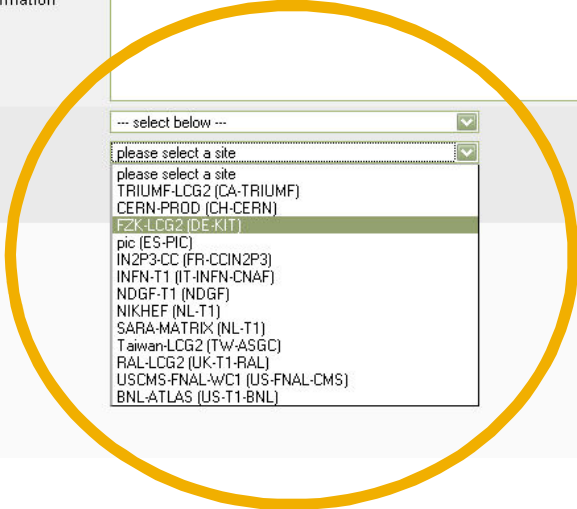 --- select below ---
please select a site
please select a site
TRIUMF-LCG2 (CA-TRIUMF)
CERN-PROD (CH-CERN)
FZK-LCG2 (DE-KIT)
pic (ES-PIC)
IN2P3-CC (FR-CCIN2P3)
INFN-T1 (IT-INFN-CNAF)
NDGF-T1 (NDGF)
NIKHEF (NL-T1)
SARA-MATRIX (NL-T1)
Taiwan-LCG2 (TW-ASGC)
RAL-LCG2 (UK-T1-RAL)
USCMS-FNAL-WC1 (US-FNAL-CMS)
BNL-ATLAS (US-T1-BNL)